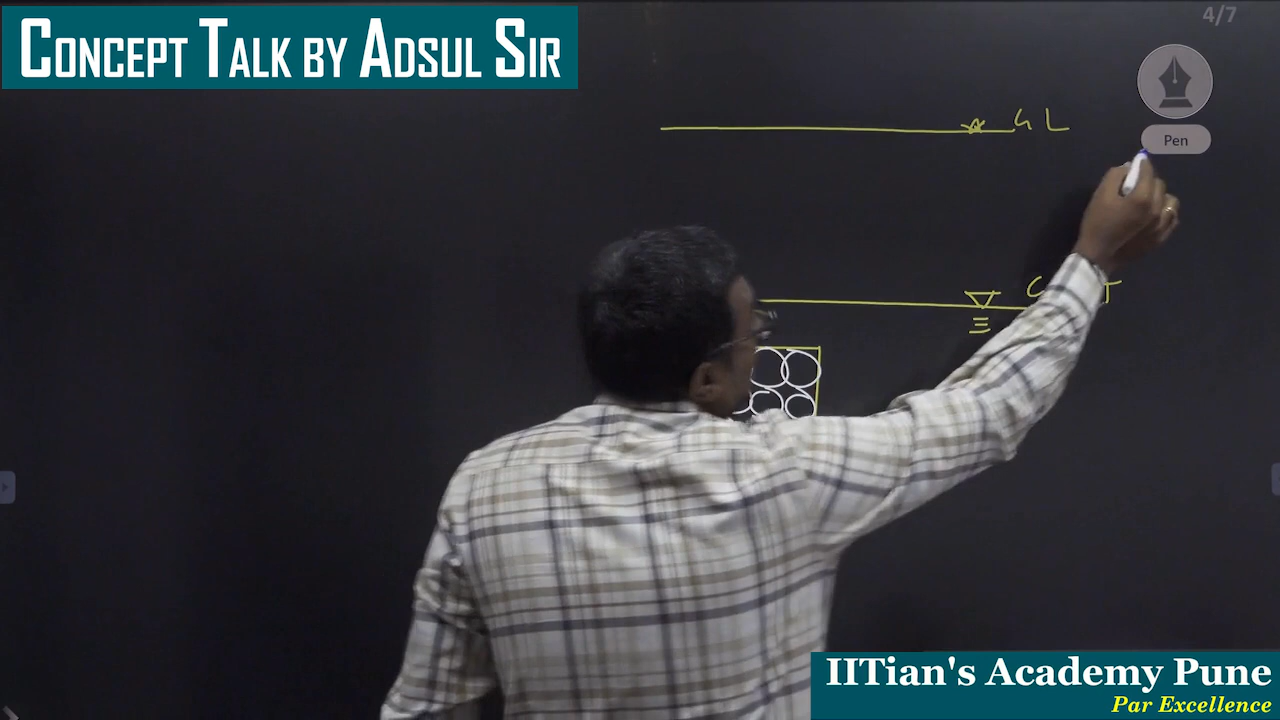 CONCEPT TALK BY ADSUL SIR
4/7
Pen
GL
IITian's Academy Pune
Par Excellence